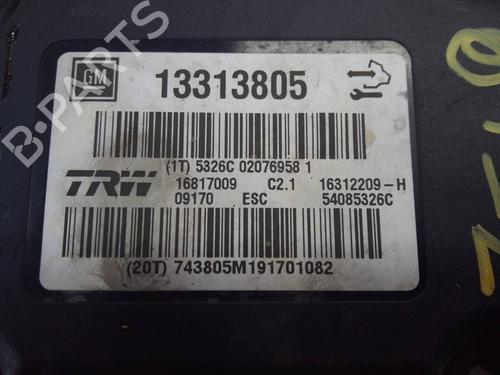 B-PARTS
GM 13313805
(1T) 5326C 02076958 1
TRW 16817009 C2.1 16312209-H
09170 ESC 54085326C
(20T) 743805M191701082